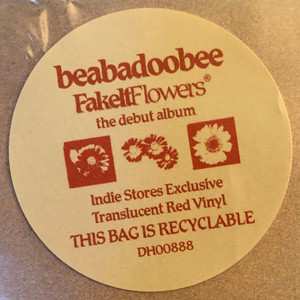 beabadoobee
FakeItFlowers®
the debut album
Indie Stores Exclusive
Translucent Red Vinyl
THIS BAG IS RECYCLABLE
DH00888